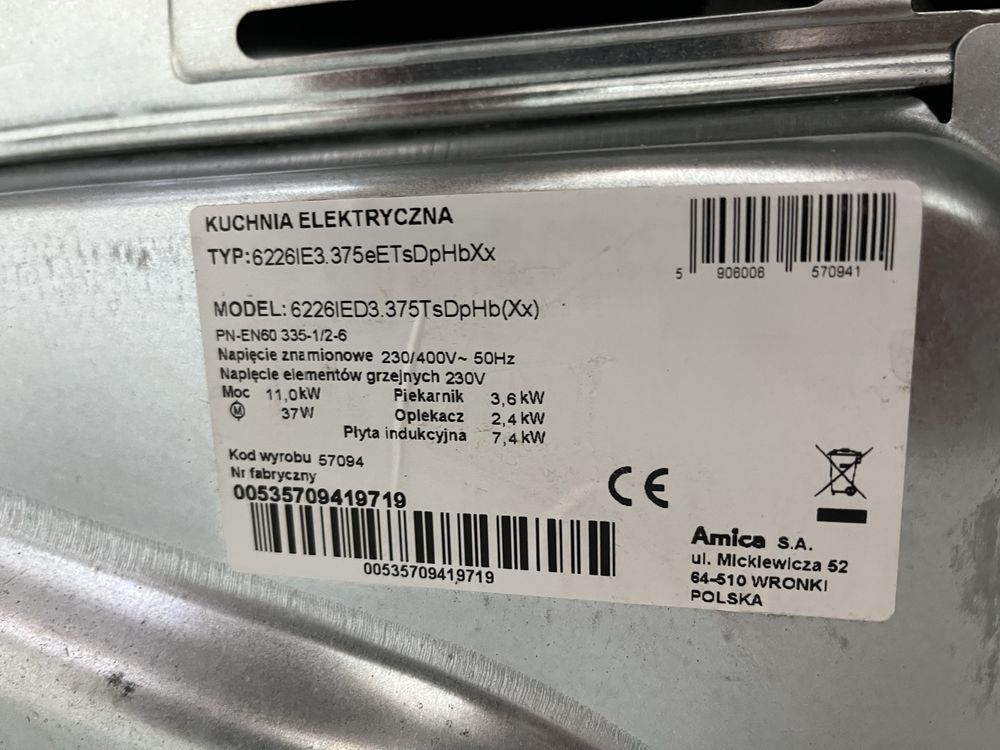 KUCHNIA ELEKTRYCZNA
TYP:6226IE3.375eETsDpHbXx
5 906006 570941
MODEL: 6226IED3.375TsDpHb(Xx)
PN-EN60 335-1/2-6
Napięcie znamionowe 230/400V~ 50Hz
Napięcie elementów grzejnych 230V
Moc 11,0kW Piekarnik 3,6 kW
M 37W Opiekacz 2,4 kW
Płyta indukcyjna 7,4 kW
Kod wyrobu 57094
Nr fabryczny
00535709419719
00535709419719
CE
Amica S.A.
ul. Mickiewicza 52
64-510 WRONKI
POLSKA